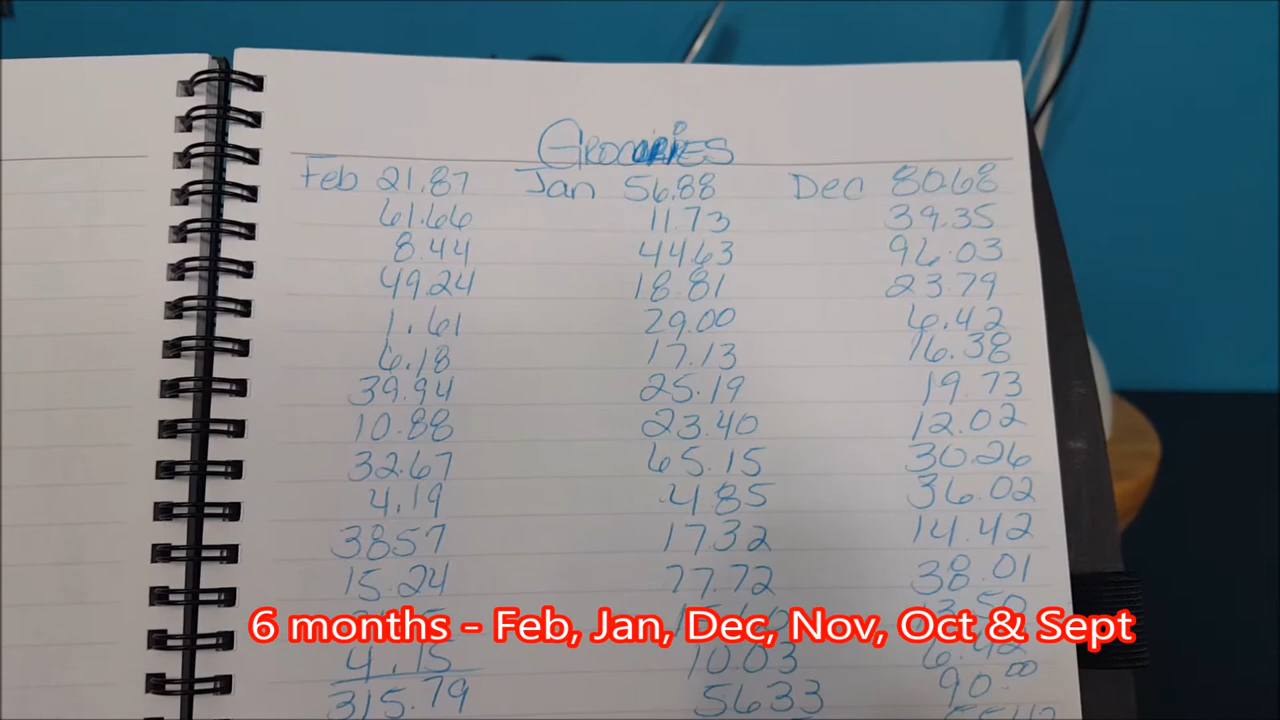 GROCERIES
Feb 21.87 Jan 56.88 Dec 80.68
61.66 11.73 39.35
8.44 44.63 96.03
49.24 18.81 23.79
1.61 29.00 6.42
6.18 17.13 16.38
39.94 25.19 19.73
10.88 23.40 12.02
32.67 65.15 30.26
4.19 4.85 36.02
38.57 17.32 14.42
15.24 77.72 38.01
6 months - Feb, Jan, Dec, Nov, Oct & Sept
4.15 10.03 6.42
315.79 56.33 90.00